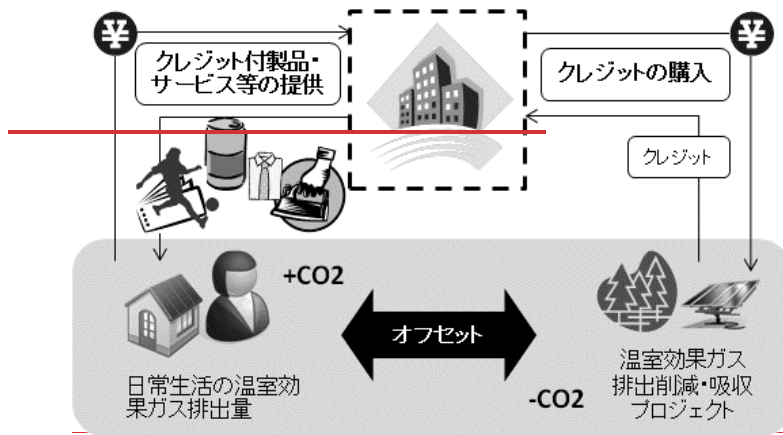 ¥
¥
クレジット付製品・
サービス等の提供
クレジットの購入
クレジット
+CO2
オフセット
日常生活の温室効
果ガス排出量
-CO2
温室効果ガス
排出削減・吸収
プロジェクト